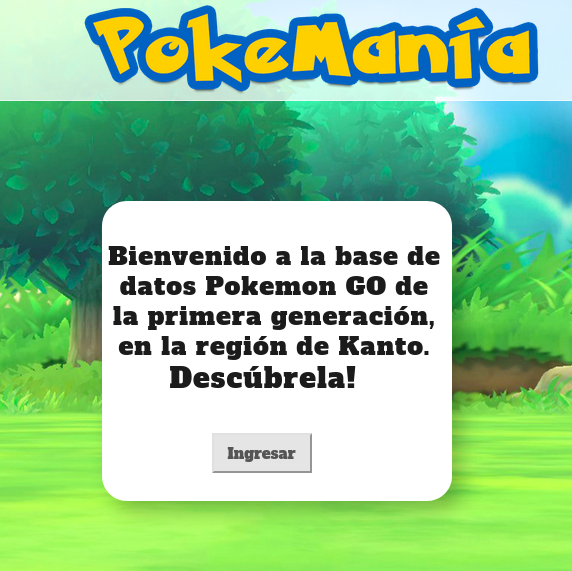 PokeManía
Bienvenido a la base de
datos Pokemon GO de
la primera generación,
en la región de Kanto.
Descúbrela!
Ingresar